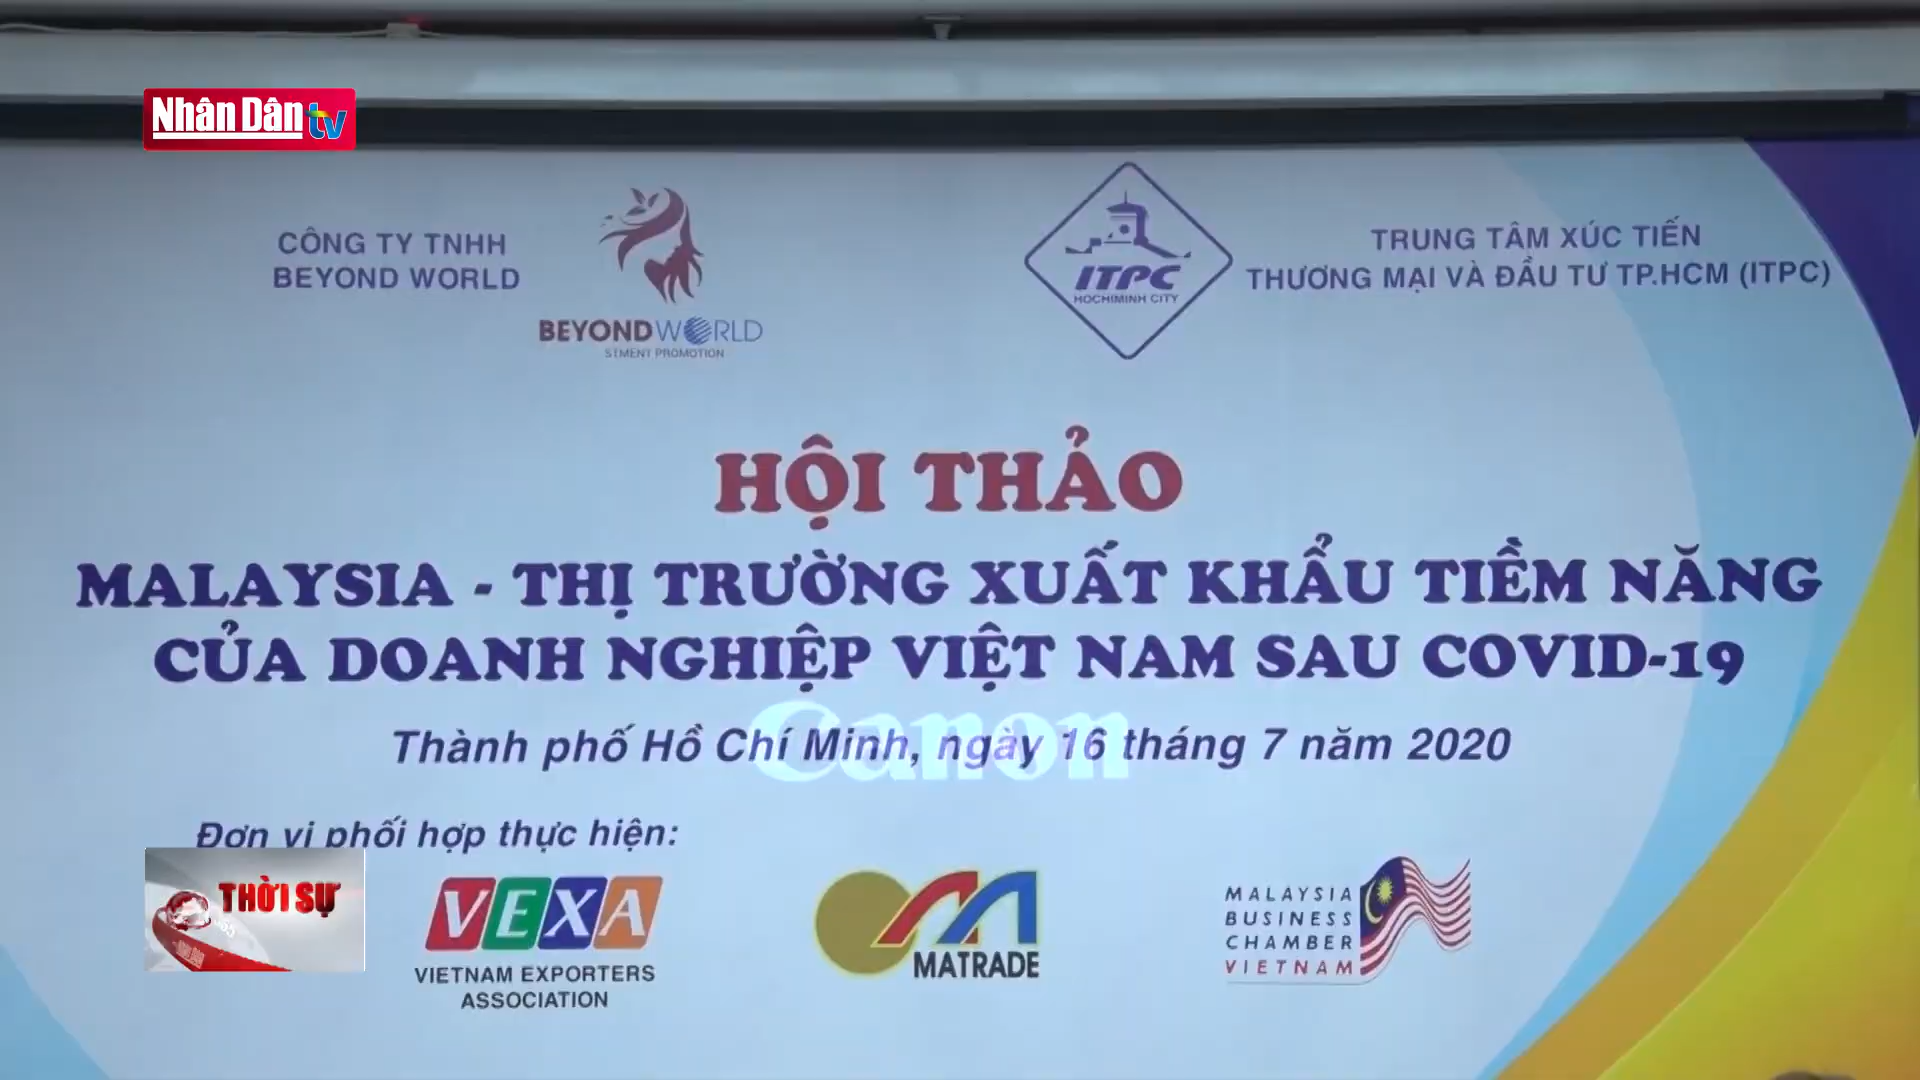 Nhân Dân tv
CÔNG TY TNHH
BEYOND WORLD
BEYOND WORLD
STMENT PROMOTION
ITPC
HOCHIMINH CITY
TRUNG TÂM XÚC TIẾN
THƯƠNG MẠI VÀ ĐẦU TƯ TP.HCM (ITPC)
HỘI THẢO
MALAYSIA - THỊ TRƯỜNG XUẤT KHẨU TIỀM NĂNG
CỦA DOANH NGHIỆP VIỆT NAM SAU COVID-19
Canon
Thành phố Hồ Chí Minh, ngày 16 tháng 7 năm 2020
Đơn vị phối hợp thực hiện:
THỜI SỰ
VEXA
VIETNAM EXPORTERS
ASSOCIATION
MATRADE
MALAYSIA
BUSINESS
CHAMBER
VIETNAM